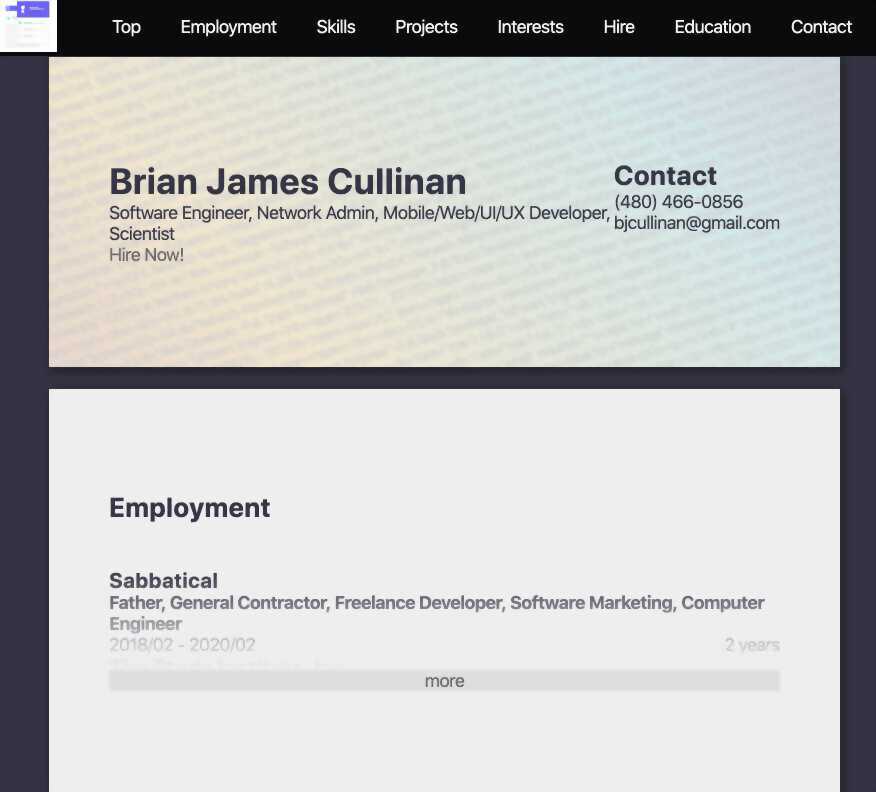 Top Employment Skills Projects Interests Hire Education Contact
Brian James Cullinan
Software Engineer, Network Admin, Mobile/Web/UI/UX Developer,
Scientist
Hire Now!
Contact
(480) 466-0856
bjcullinan@gmail.com
Employment
Sabbatical
Father, General Contractor, Freelance Developer, Software Marketing, Computer
Engineer
2018/02 - 2020/02 2 years
more